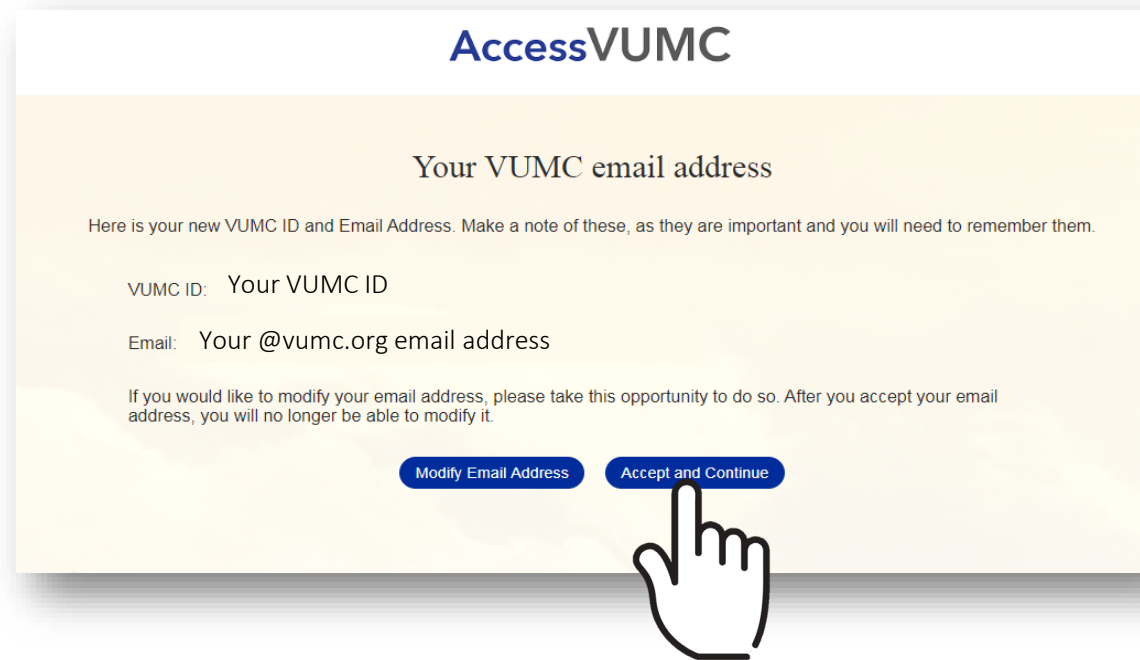 AccessVUMC
Your VUMC email address
Here is your new VUMC ID and Email Address. Make a note of these, as they are important and you will need to remember them.
VUMC ID: Your VUMC ID
Email: Your @vumc.org email address
If you would like to modify your email address, please take this opportunity to do so. After you accept your email
address, you will no longer be able to modify it.
Modify Email Address Accept and Continue